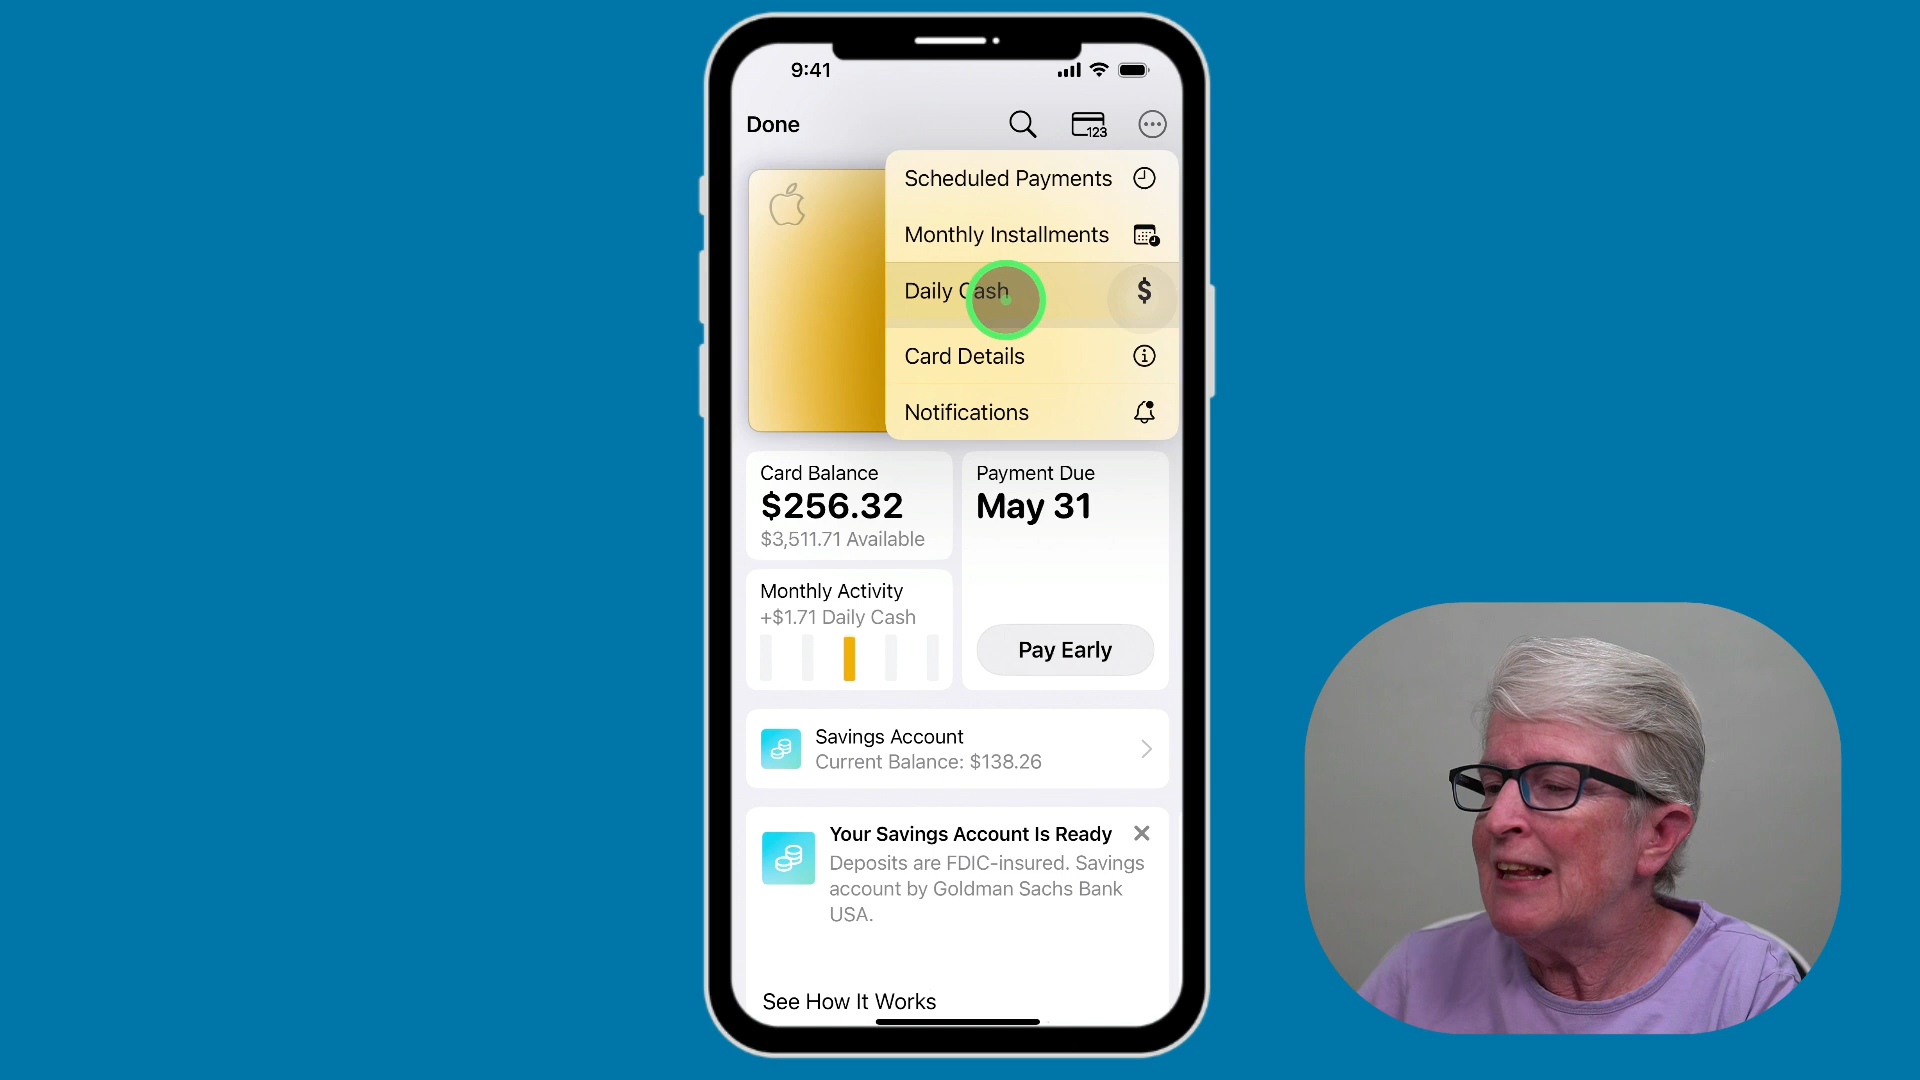 9:41
Done
123
Scheduled Payments
Monthly Installments
Daily Cash
$
Card Details
Notifications
Card Balance
$256.32
$3,511.71 Available
Payment Due
May 31
Monthly Activity
+$1.71 Daily Cash
Pay Early
Savings Account
Current Balance: $138.26
Your Savings Account Is Ready
Deposits are FDIC-insured. Savings
account by Goldman Sachs Bank
USA.
See How It Works